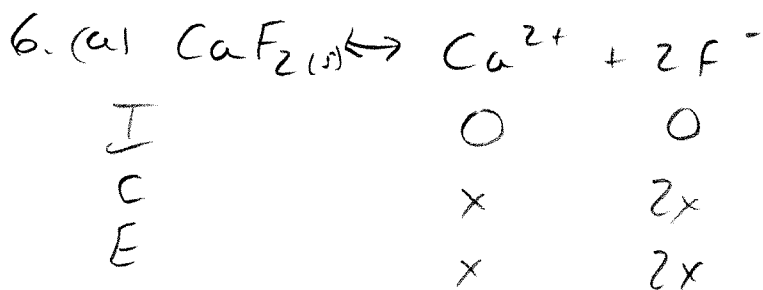 6. (a) CaF₂(s) ↔ Ca²⁺ + 2F⁻
I 0 0
C x 2x
E x 2x